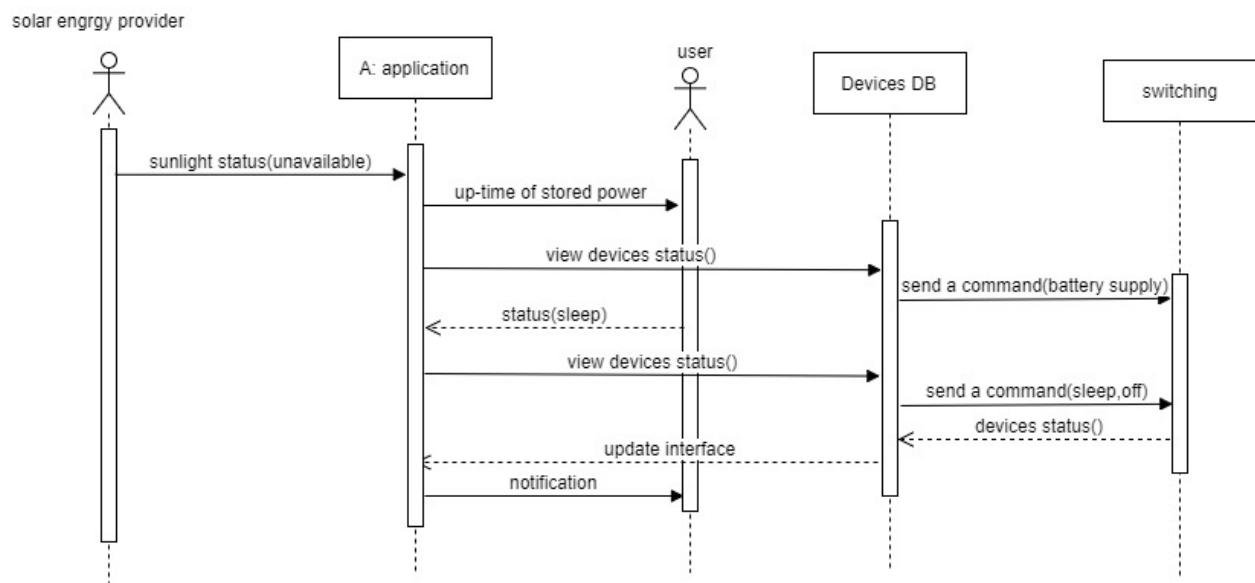 solar engrgy provider
A: application
user
Devices DB
switching
sunlight status(unavailable)
up-time of stored power
view devices status()
send a command(battery supply)
status(sleep)
view devices status()
send a command(sleep,off)
devices status()
update interface
notification